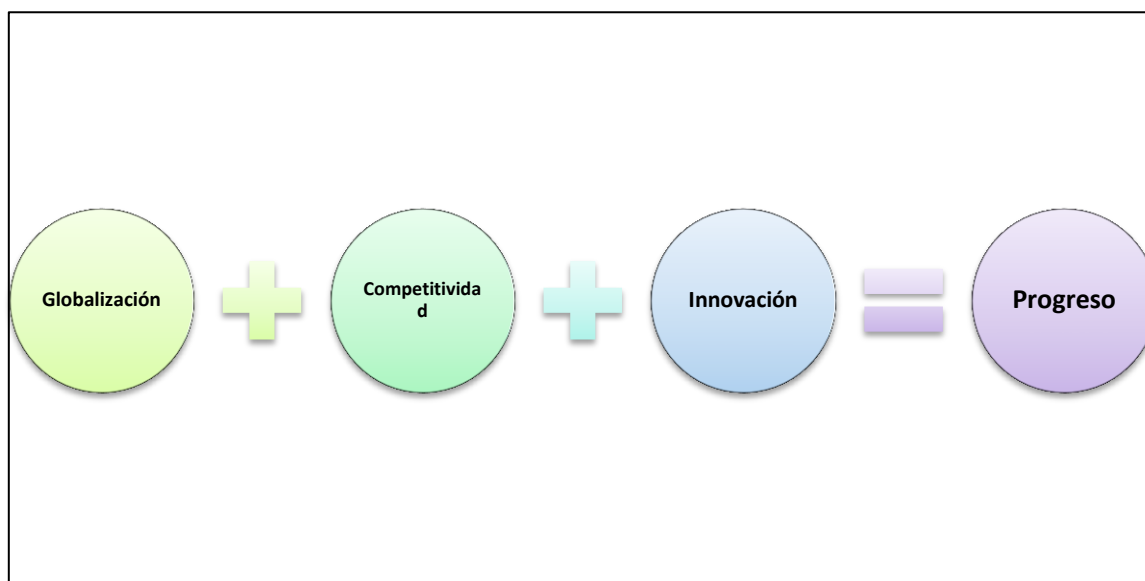 Globalización
Competitivida
d
Innovación
Progreso